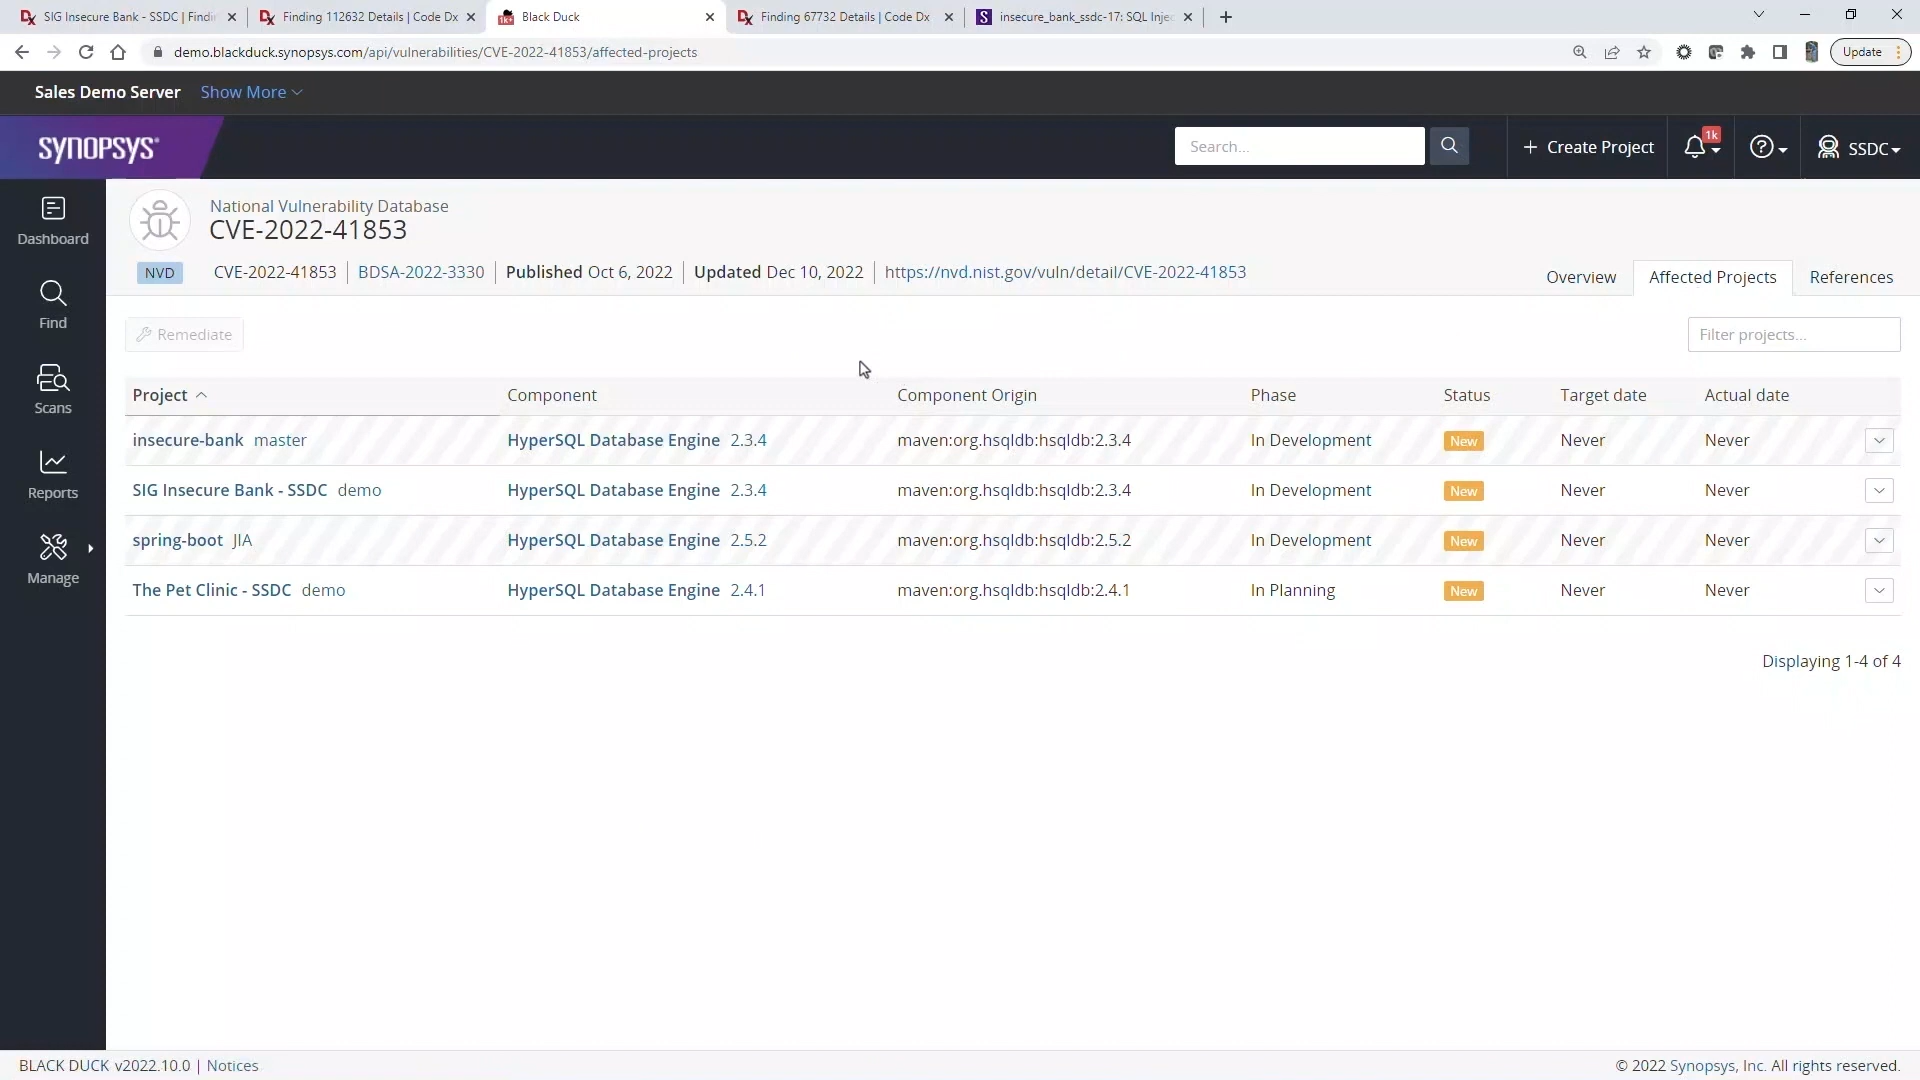 SIG Insecure Bank - SSDC | Findi
Finding 112632 Details | Code Dx
Black Duck
Finding 67732 Details | Code Dx
insecure_bank_ssdc-17: SQL Injec
demo.blackduck.synopsys.com/api/vulnerabilities/CVE-2022-41853/affected-projects
Update
Sales Demo Server Show More
SYNOPSYS®
Search...
+ Create Project
1k
SSDC
Dashboard
Find
Scans
Reports
Manage
National Vulnerability Database
CVE-2022-41853
NVD CVE-2022-41853 | BDSA-2022-3330 | Published Oct 6, 2022 | Updated Dec 10, 2022 | https://nvd.nist.gov/vuln/detail/CVE-2022-41853
Overview Affected Projects References
Remediate
Filter projects...
Project Component Component Origin Phase Status Target date Actual date
insecure-bank master HyperSQL Database Engine 2.3.4 maven:org.hsqldb:hsqldb:2.3.4 In Development New Never Never
SIG Insecure Bank - SSDC demo HyperSQL Database Engine 2.3.4 maven:org.hsqldb:hsqldb:2.3.4 In Development New Never Never
spring-boot JIA HyperSQL Database Engine 2.5.2 maven:org.hsqldb:hsqldb:2.5.2 In Development New Never Never
The Pet Clinic - SSDC demo HyperSQL Database Engine 2.4.1 maven:org.hsqldb:hsqldb:2.4.1 In Planning New Never Never
Displaying 1-4 of 4
BLACK DUCK v2022.10.0 | Notices
© 2022 Synopsys, Inc. All rights reserved.